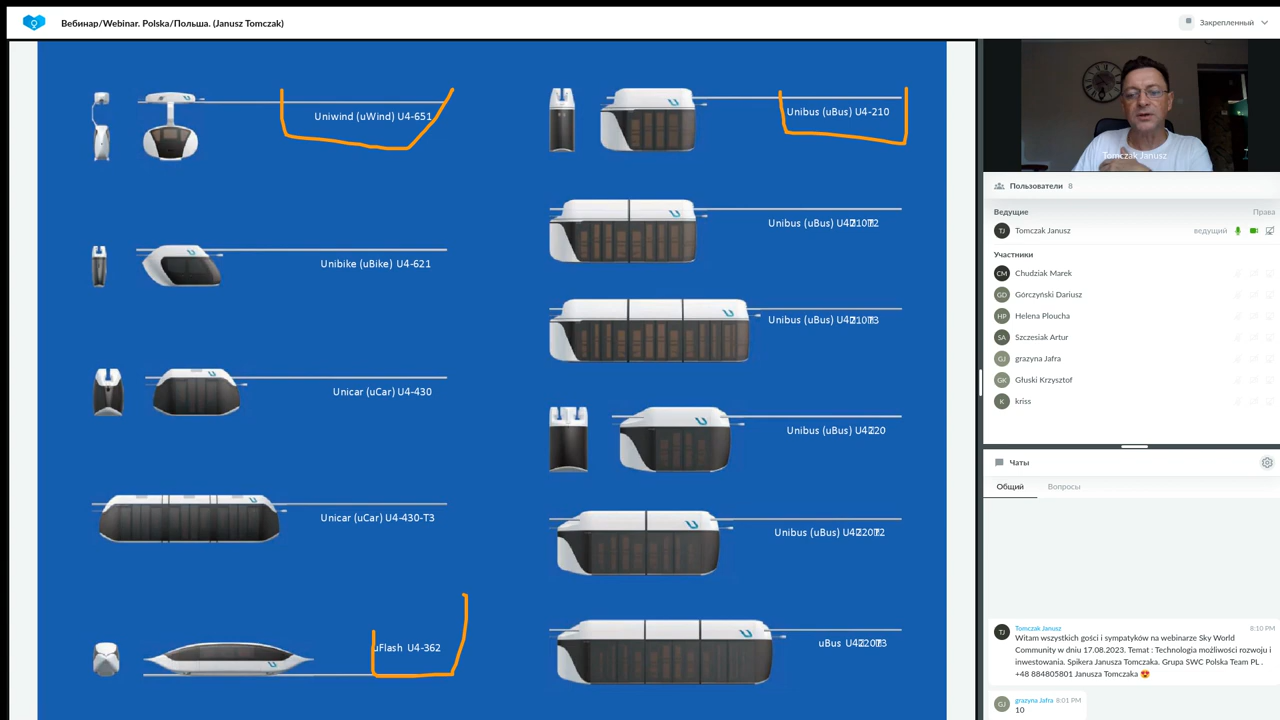 Вебинар/Webinar. Polska/Польша. (Janusz Tomczak)
Закрепленный
Uniwind (uWind) U4-651
Unibike (uBike) U4-621
Unicar (uCar) U4-430
Unicar (uCar) U4-430-T3
uFlash U4-362
Unibus (uBus) U4-210
Unibus (uBus)
Unibus (uBus)
Unibus (uBus)
Unibus (uBus)
uBus
Tomczak Janusz
Пользователи 8
Ведущие Права
TJ Tomczak Janusz ведущий
Участники
CM Chudziak Marek
GD Górczyński Dariusz
HP Helena Ploucha
SA Szczesiak Artur
GJ grazyna Jafra
GK Głuski Krzysztof
K kriss
Чаты
Общий Вопросы
TJ Tomczak Janusz 8:10 PM
Witam wszystkich gości i sympatyków na webinarze Sky World
Community w dniu 17.08.2023. Temat : Technologia możliwości rozwoju i
inwestowania. Spikera Janusza Tomczaka. Grupa SWC Polska Team PL .
+48 884805801 Janusza Tomczaka 😍
GJ grazyna Jafra 8:01 PM
10